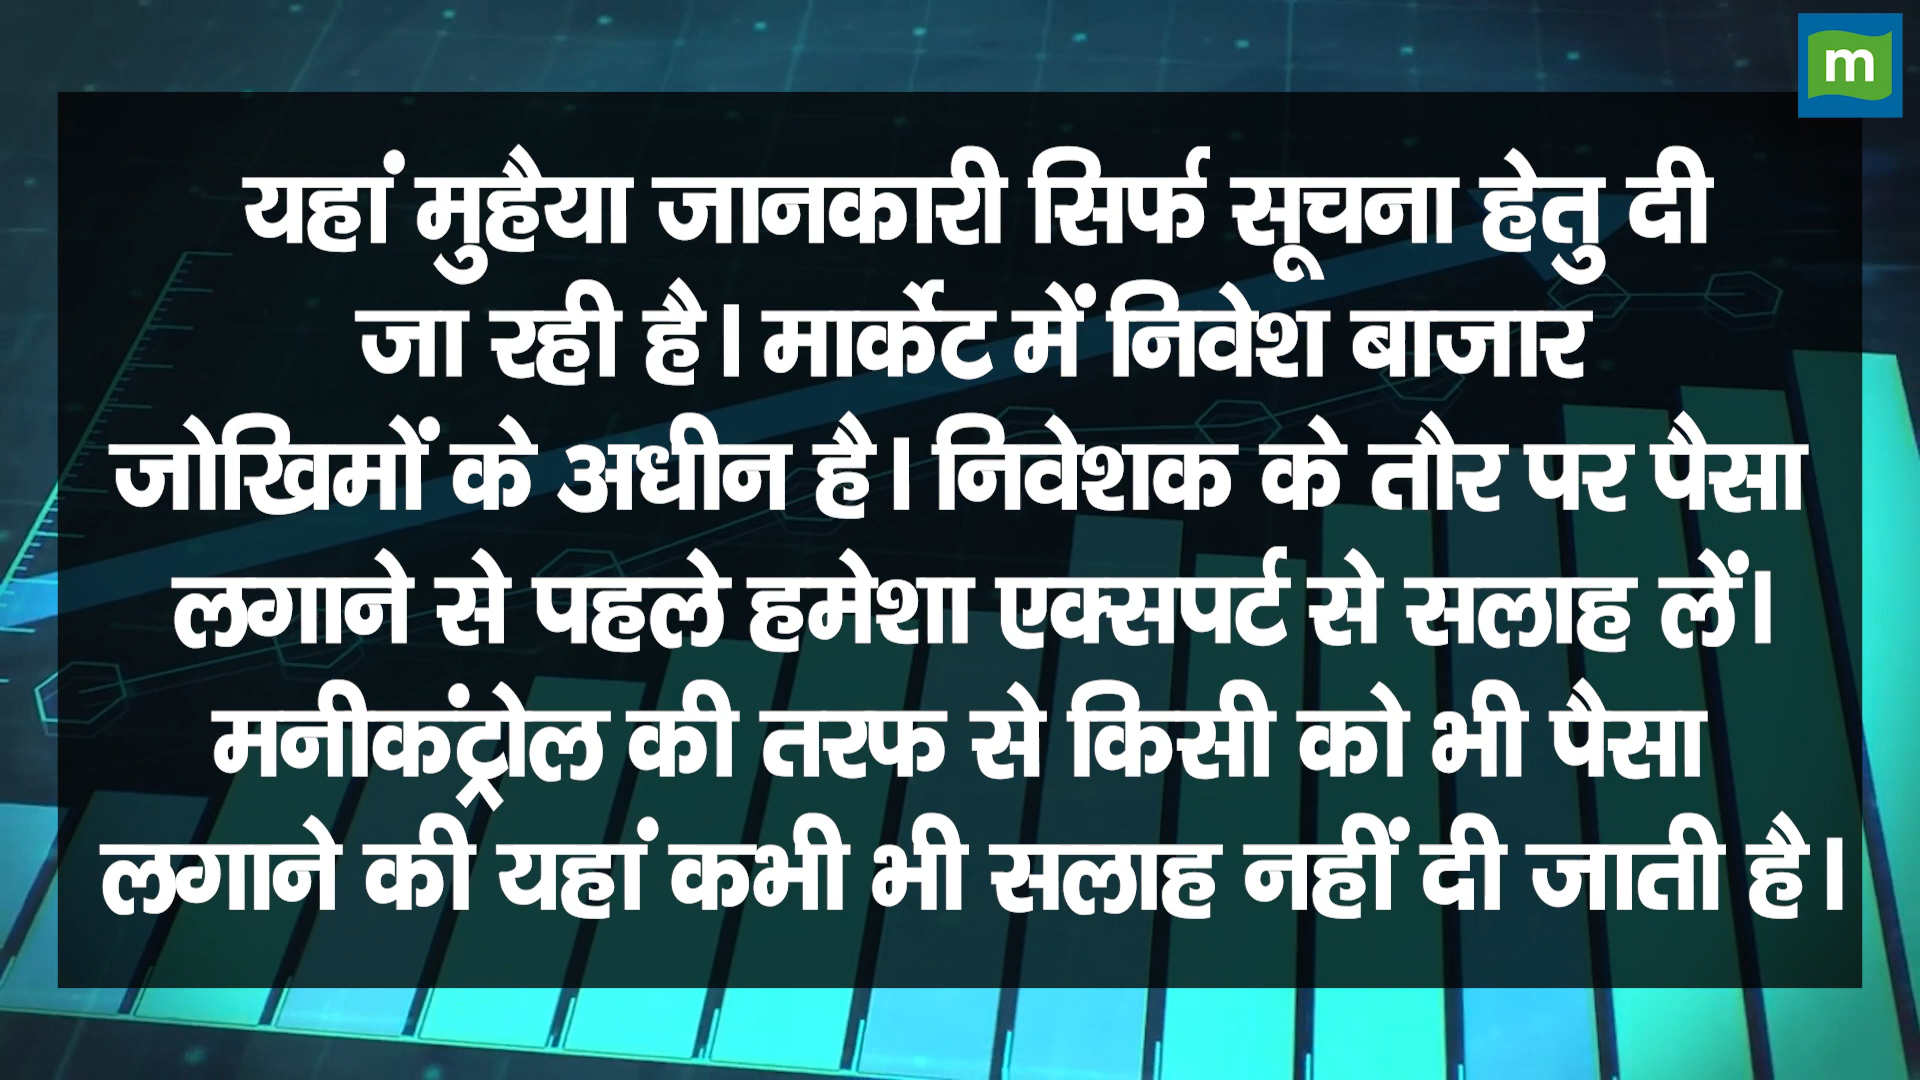 m
यहां मुहैया जानकारी सिर्फ सूचना हेतु दी
जा रही है। मार्केट में निवेश बाजार
जोखिमों के अधीन है। निवेशक के तौर पर पैसा
लगाने से पहले हमेशा एक्सपर्ट से सलाह लें।
मनीकंट्रोल की तरफ से किसी को भी पैसा
लगाने की यहां कभी भी सलाह नहीं दी जाती है।